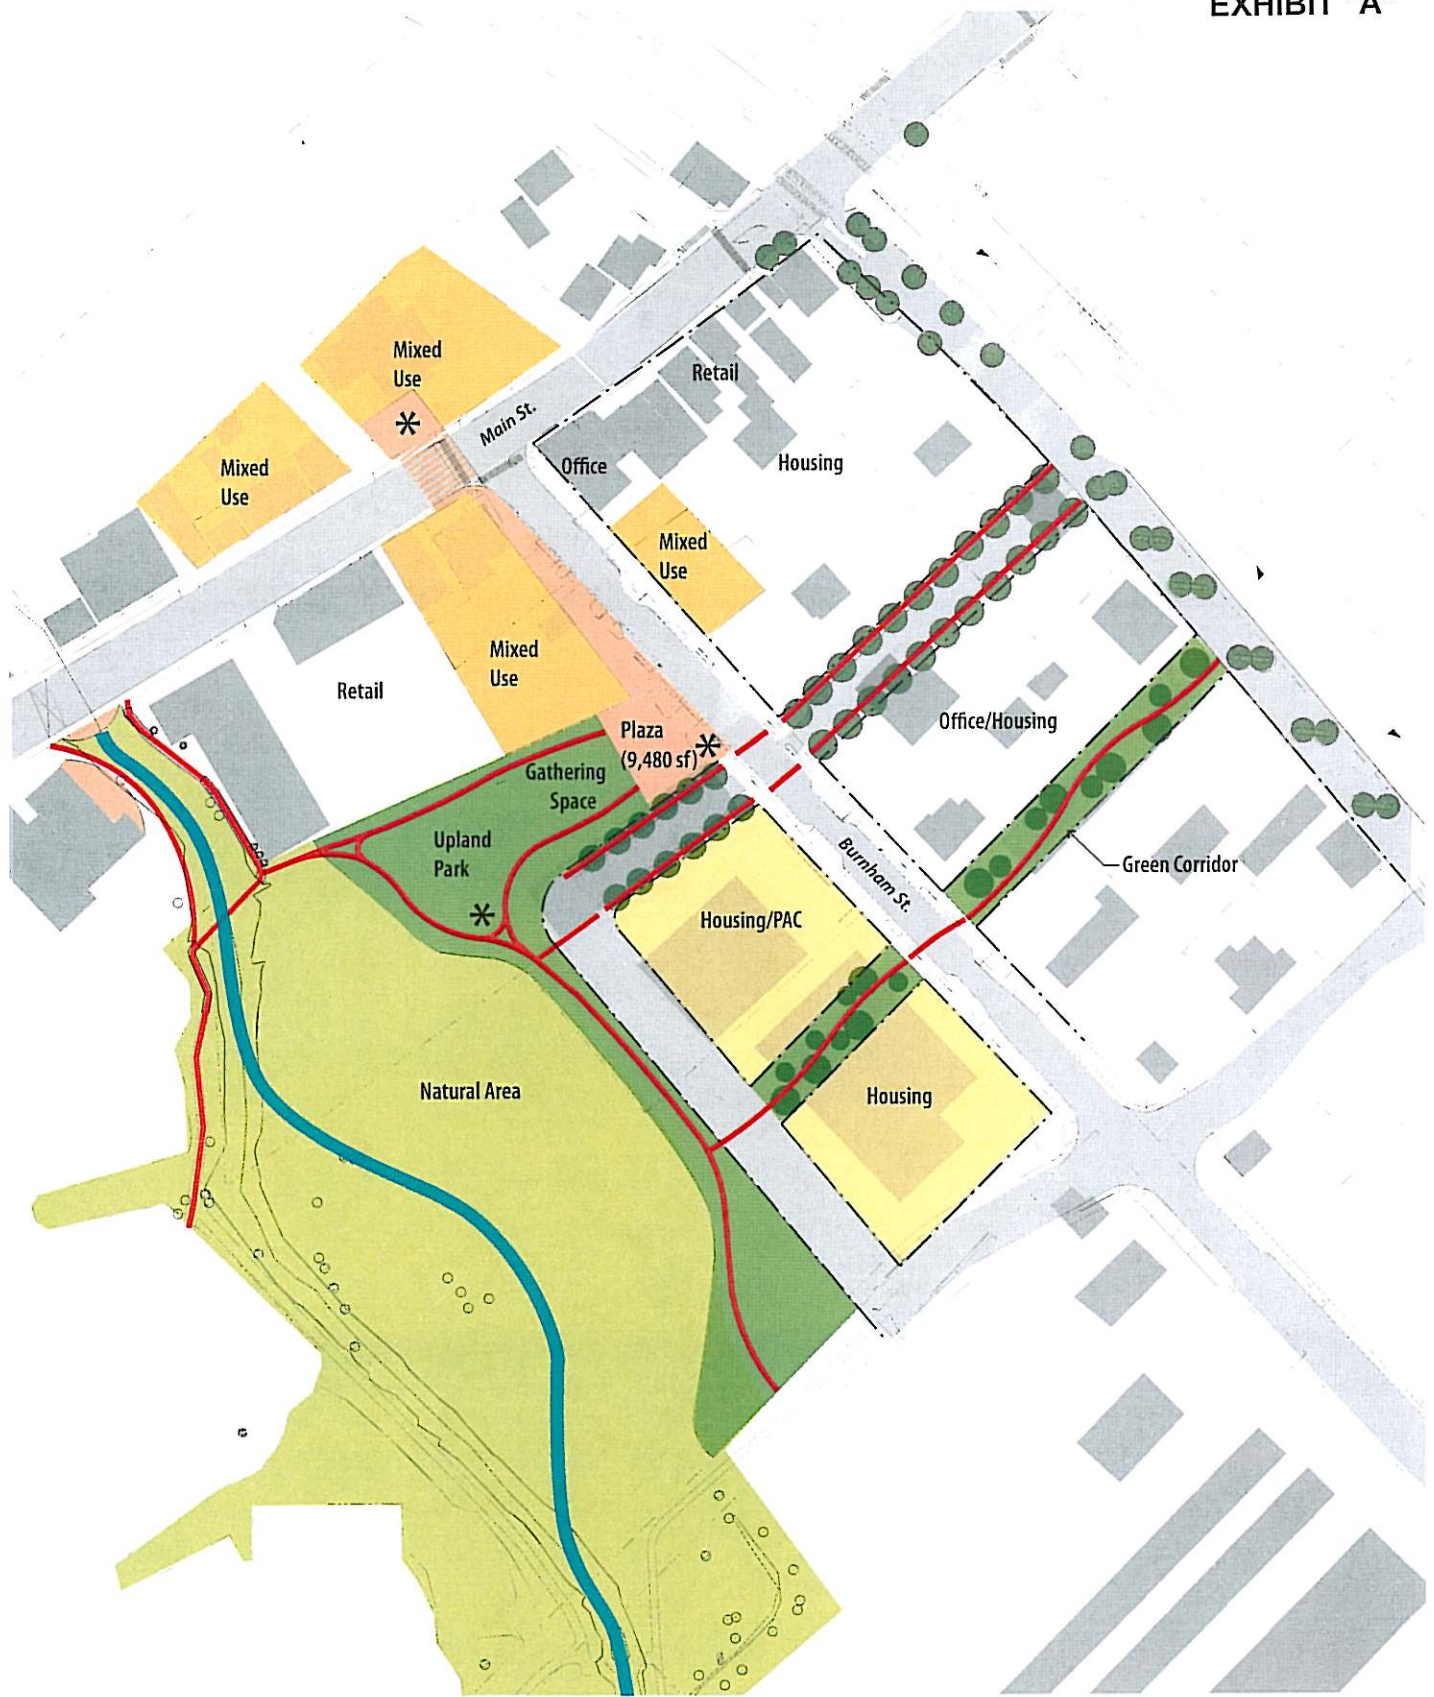 EXHIBIT A
Mixed
Use
*
Main St.
Retail
Mixed
Use
Office
Housing
Mixed
Use
Mixed
Use
Retail
Plaza
(9,480 sf)
*
Office/Housing
Gathering
Space
Upland
Park
*
Burnham St.
Green Corridor
Housing/PAC
Natural Area
Housing